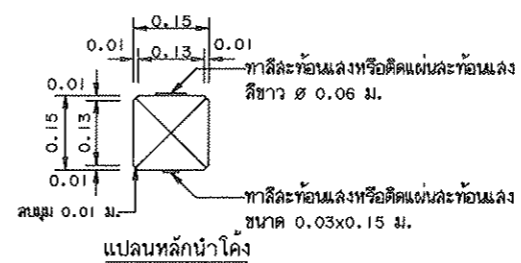 0.15
0.01 0.13 0.01
ทาสีสะท้อนแสงหรือติดแผ่นสะท้อนแสง
สีขาว Ø 0.06 ม.
0.01
0.15
0.13
0.01
ลบมุม 0.01 ม.
ทาสีสะท้อนแสงหรือติดแผ่นสะท้อนแสง
ขนาด 0.03x0.15 ม.
แปลนหลักนำโค้ง